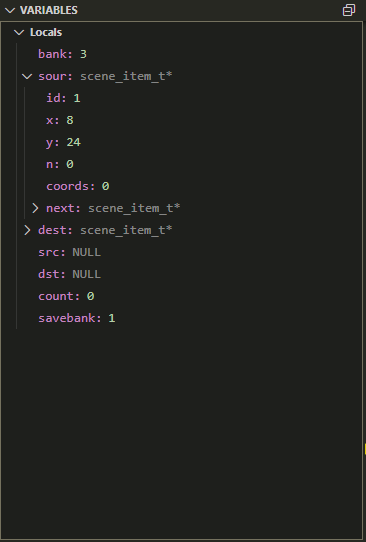 VARIABLES
Locals
bank: 3
sour: scene_item_t*
id: 1
x: 8
y: 24
n: 0
coords: 0
next: scene_item_t*
dest: scene_item_t*
src: NULL
dst: NULL
count: 0
savebank: 1